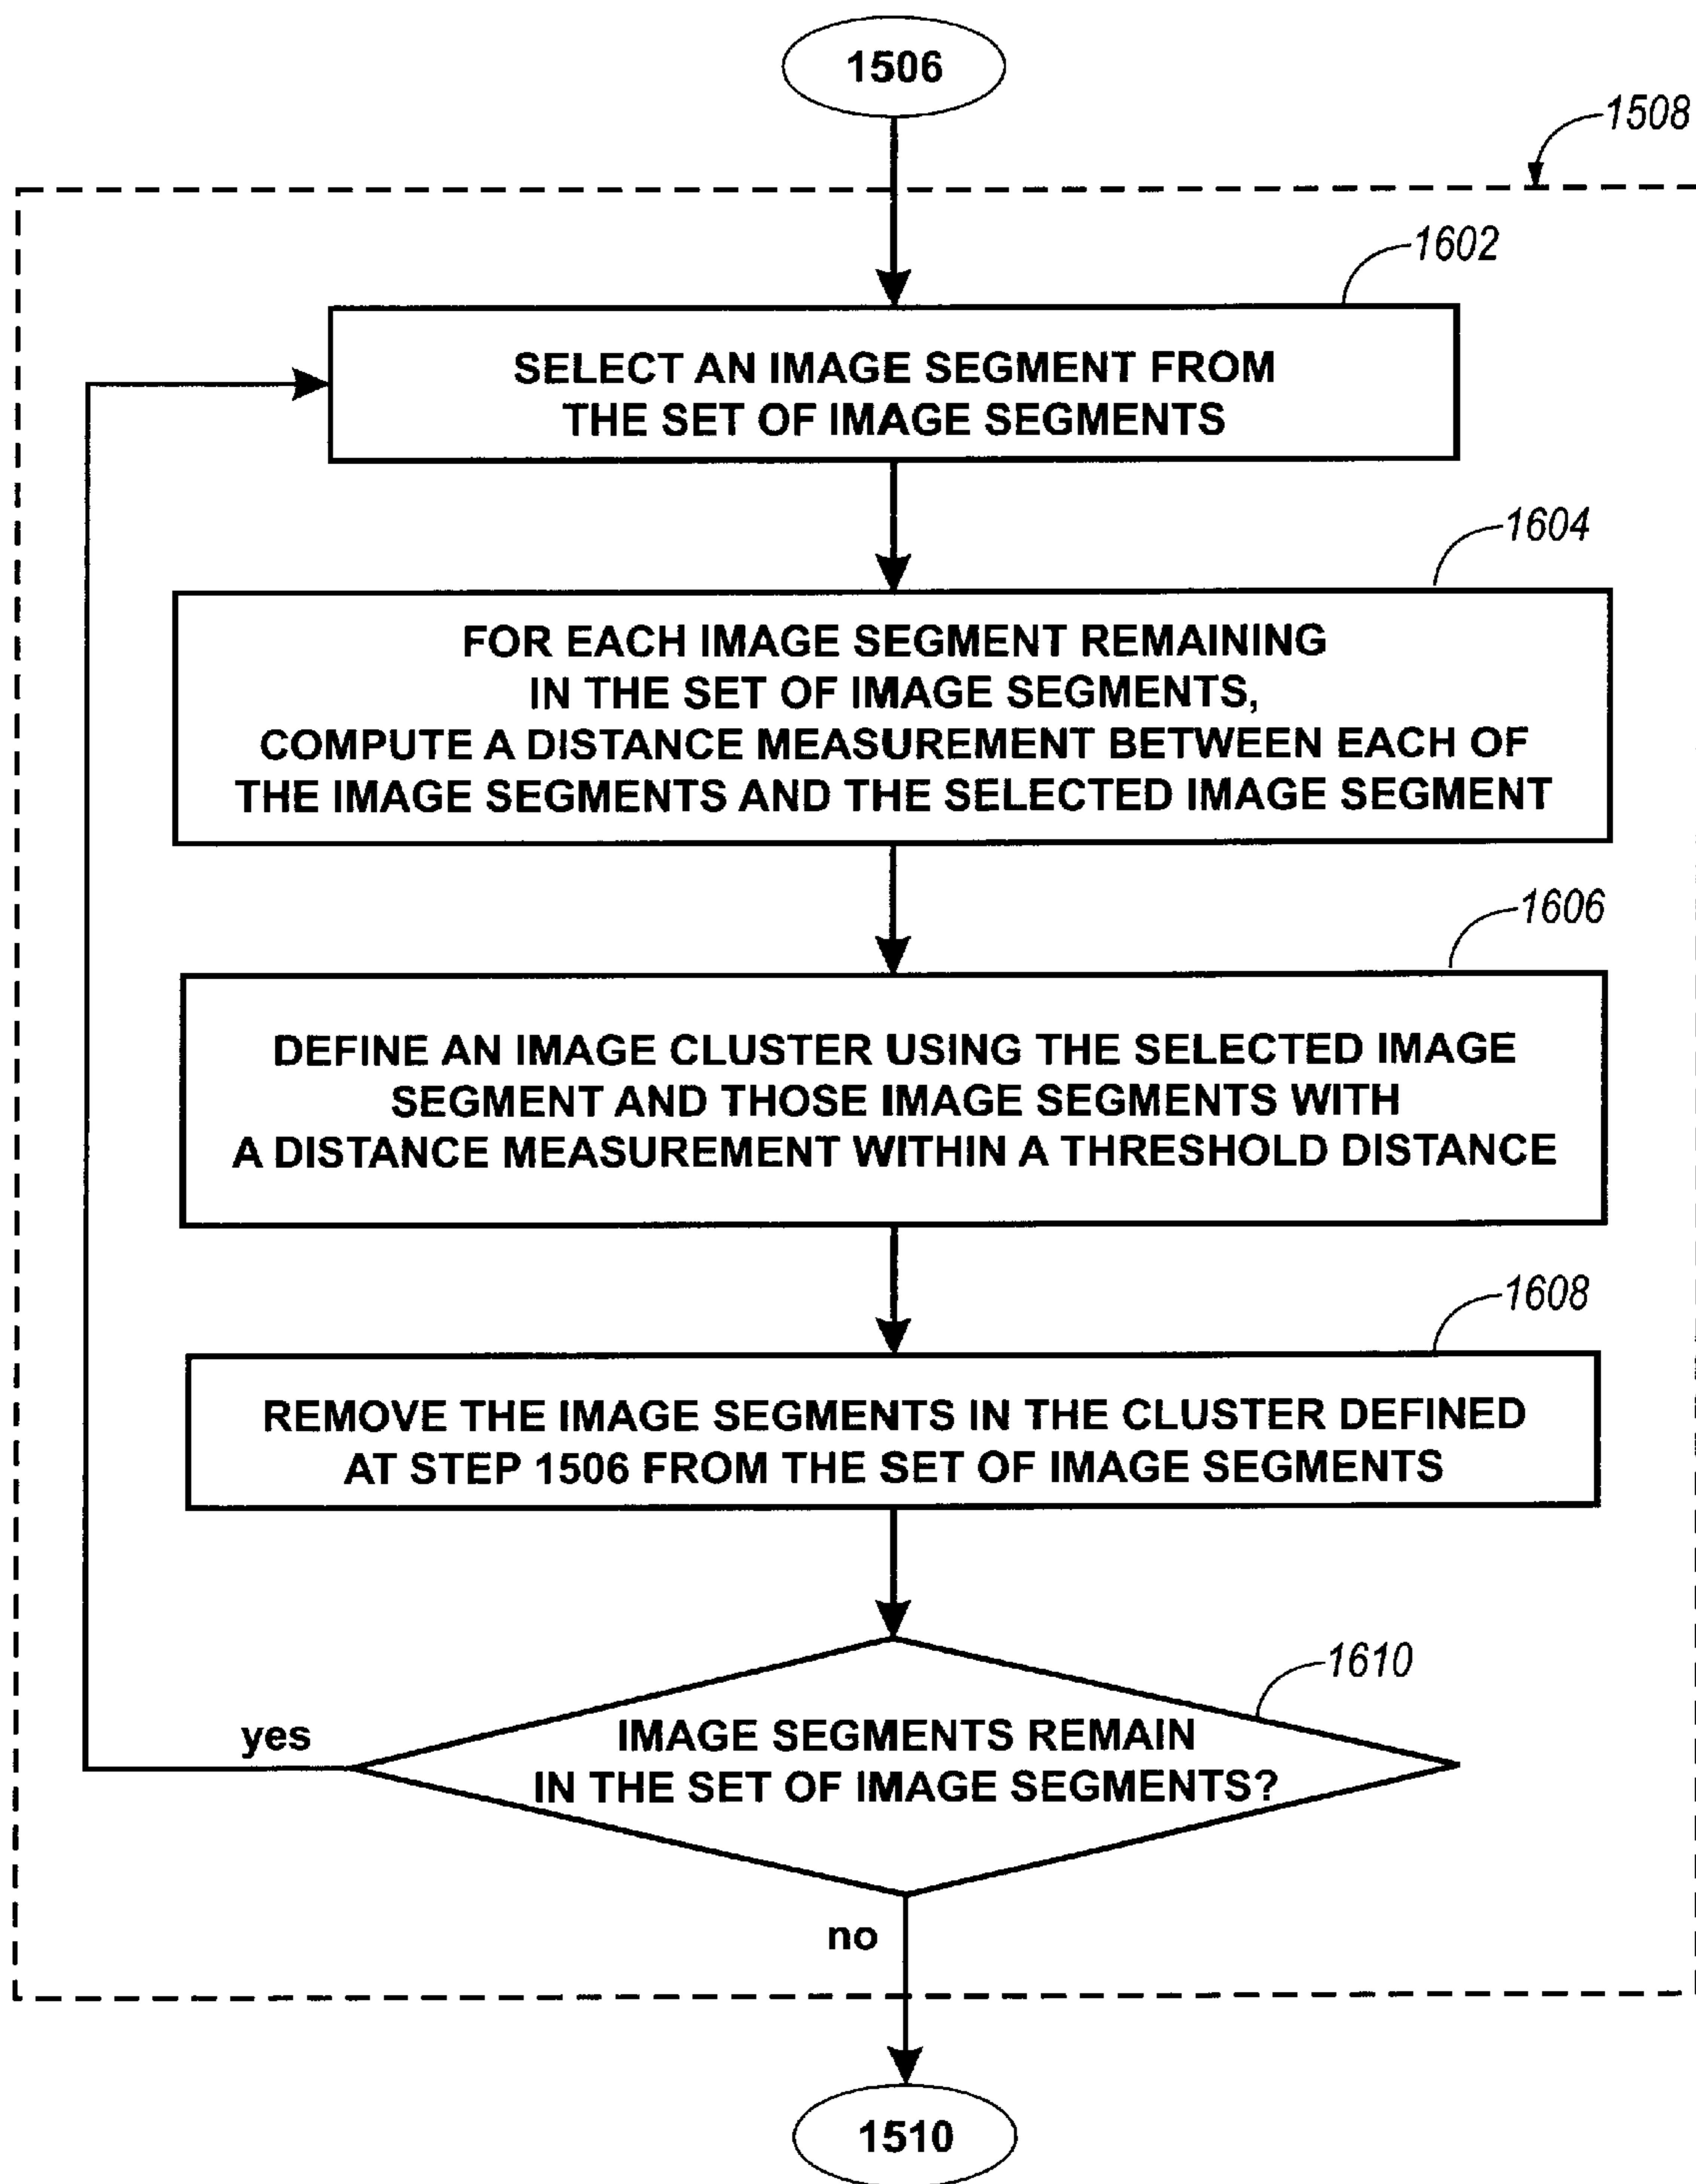 1506
1508
1602
SELECT AN IMAGE SEGMENT FROM
THE SET OF IMAGE SEGMENTS
1604
FOR EACH IMAGE SEGMENT REMAINING
IN THE SET OF IMAGE SEGMENTS,
COMPUTE A DISTANCE MEASUREMENT BETWEEN EACH OF
THE IMAGE SEGMENTS AND THE SELECTED IMAGE SEGMENT
1606
DEFINE AN IMAGE CLUSTER USING THE SELECTED IMAGE
SEGMENT AND THOSE IMAGE SEGMENTS WITH
A DISTANCE MEASUREMENT WITHIN A THRESHOLD DISTANCE
1608
REMOVE THE IMAGE SEGMENTS IN THE CLUSTER DEFINED
AT STEP 1506 FROM THE SET OF IMAGE SEGMENTS
1610
yes
IMAGE SEGMENTS REMAIN
IN THE SET OF IMAGE SEGMENTS?
no
1510